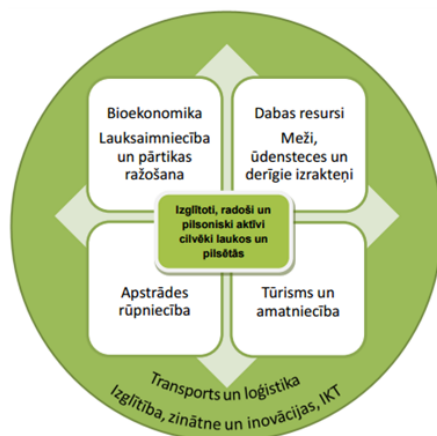 Bioekonomika
Lauksaimniecība
un pārtikas
ražošana
Dabas resursi
Meži,
ūdensteces un
derīgie izrakteņi
Izglītoti, radoši un
pilsoniski aktīvi
cilvēki laukos un
pilsētās
Apstrādes
rūpniecība
Tūrisms un
amatniecība
Transports un loģistika
Izglītība, zinātne un inovācijas, IKT